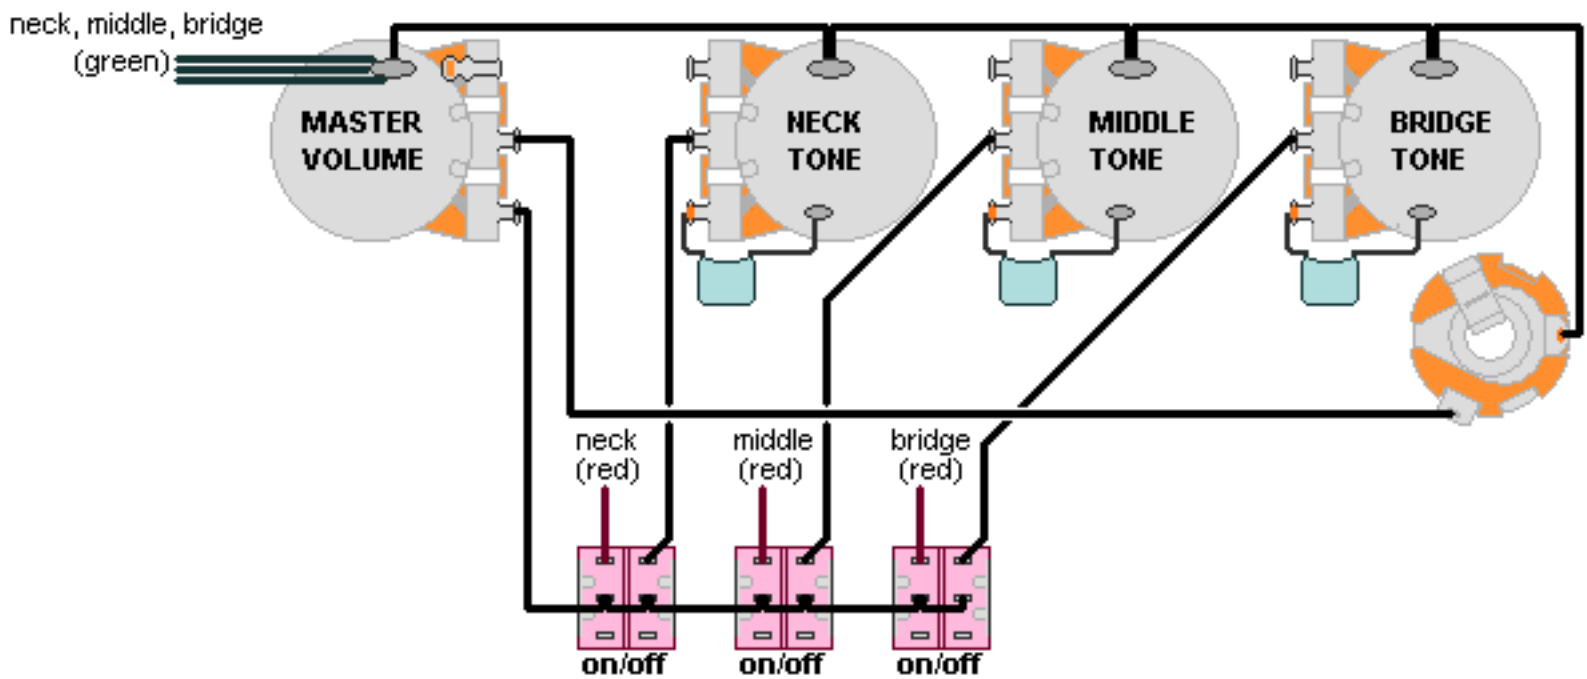 neck, middle, bridge
(green)
MASTER
VOLUME
NECK
TONE
MIDDLE
TONE
BRIDGE
TONE
neck
(red)
middle
(red)
bridge
(red)
on/off
on/off
on/off